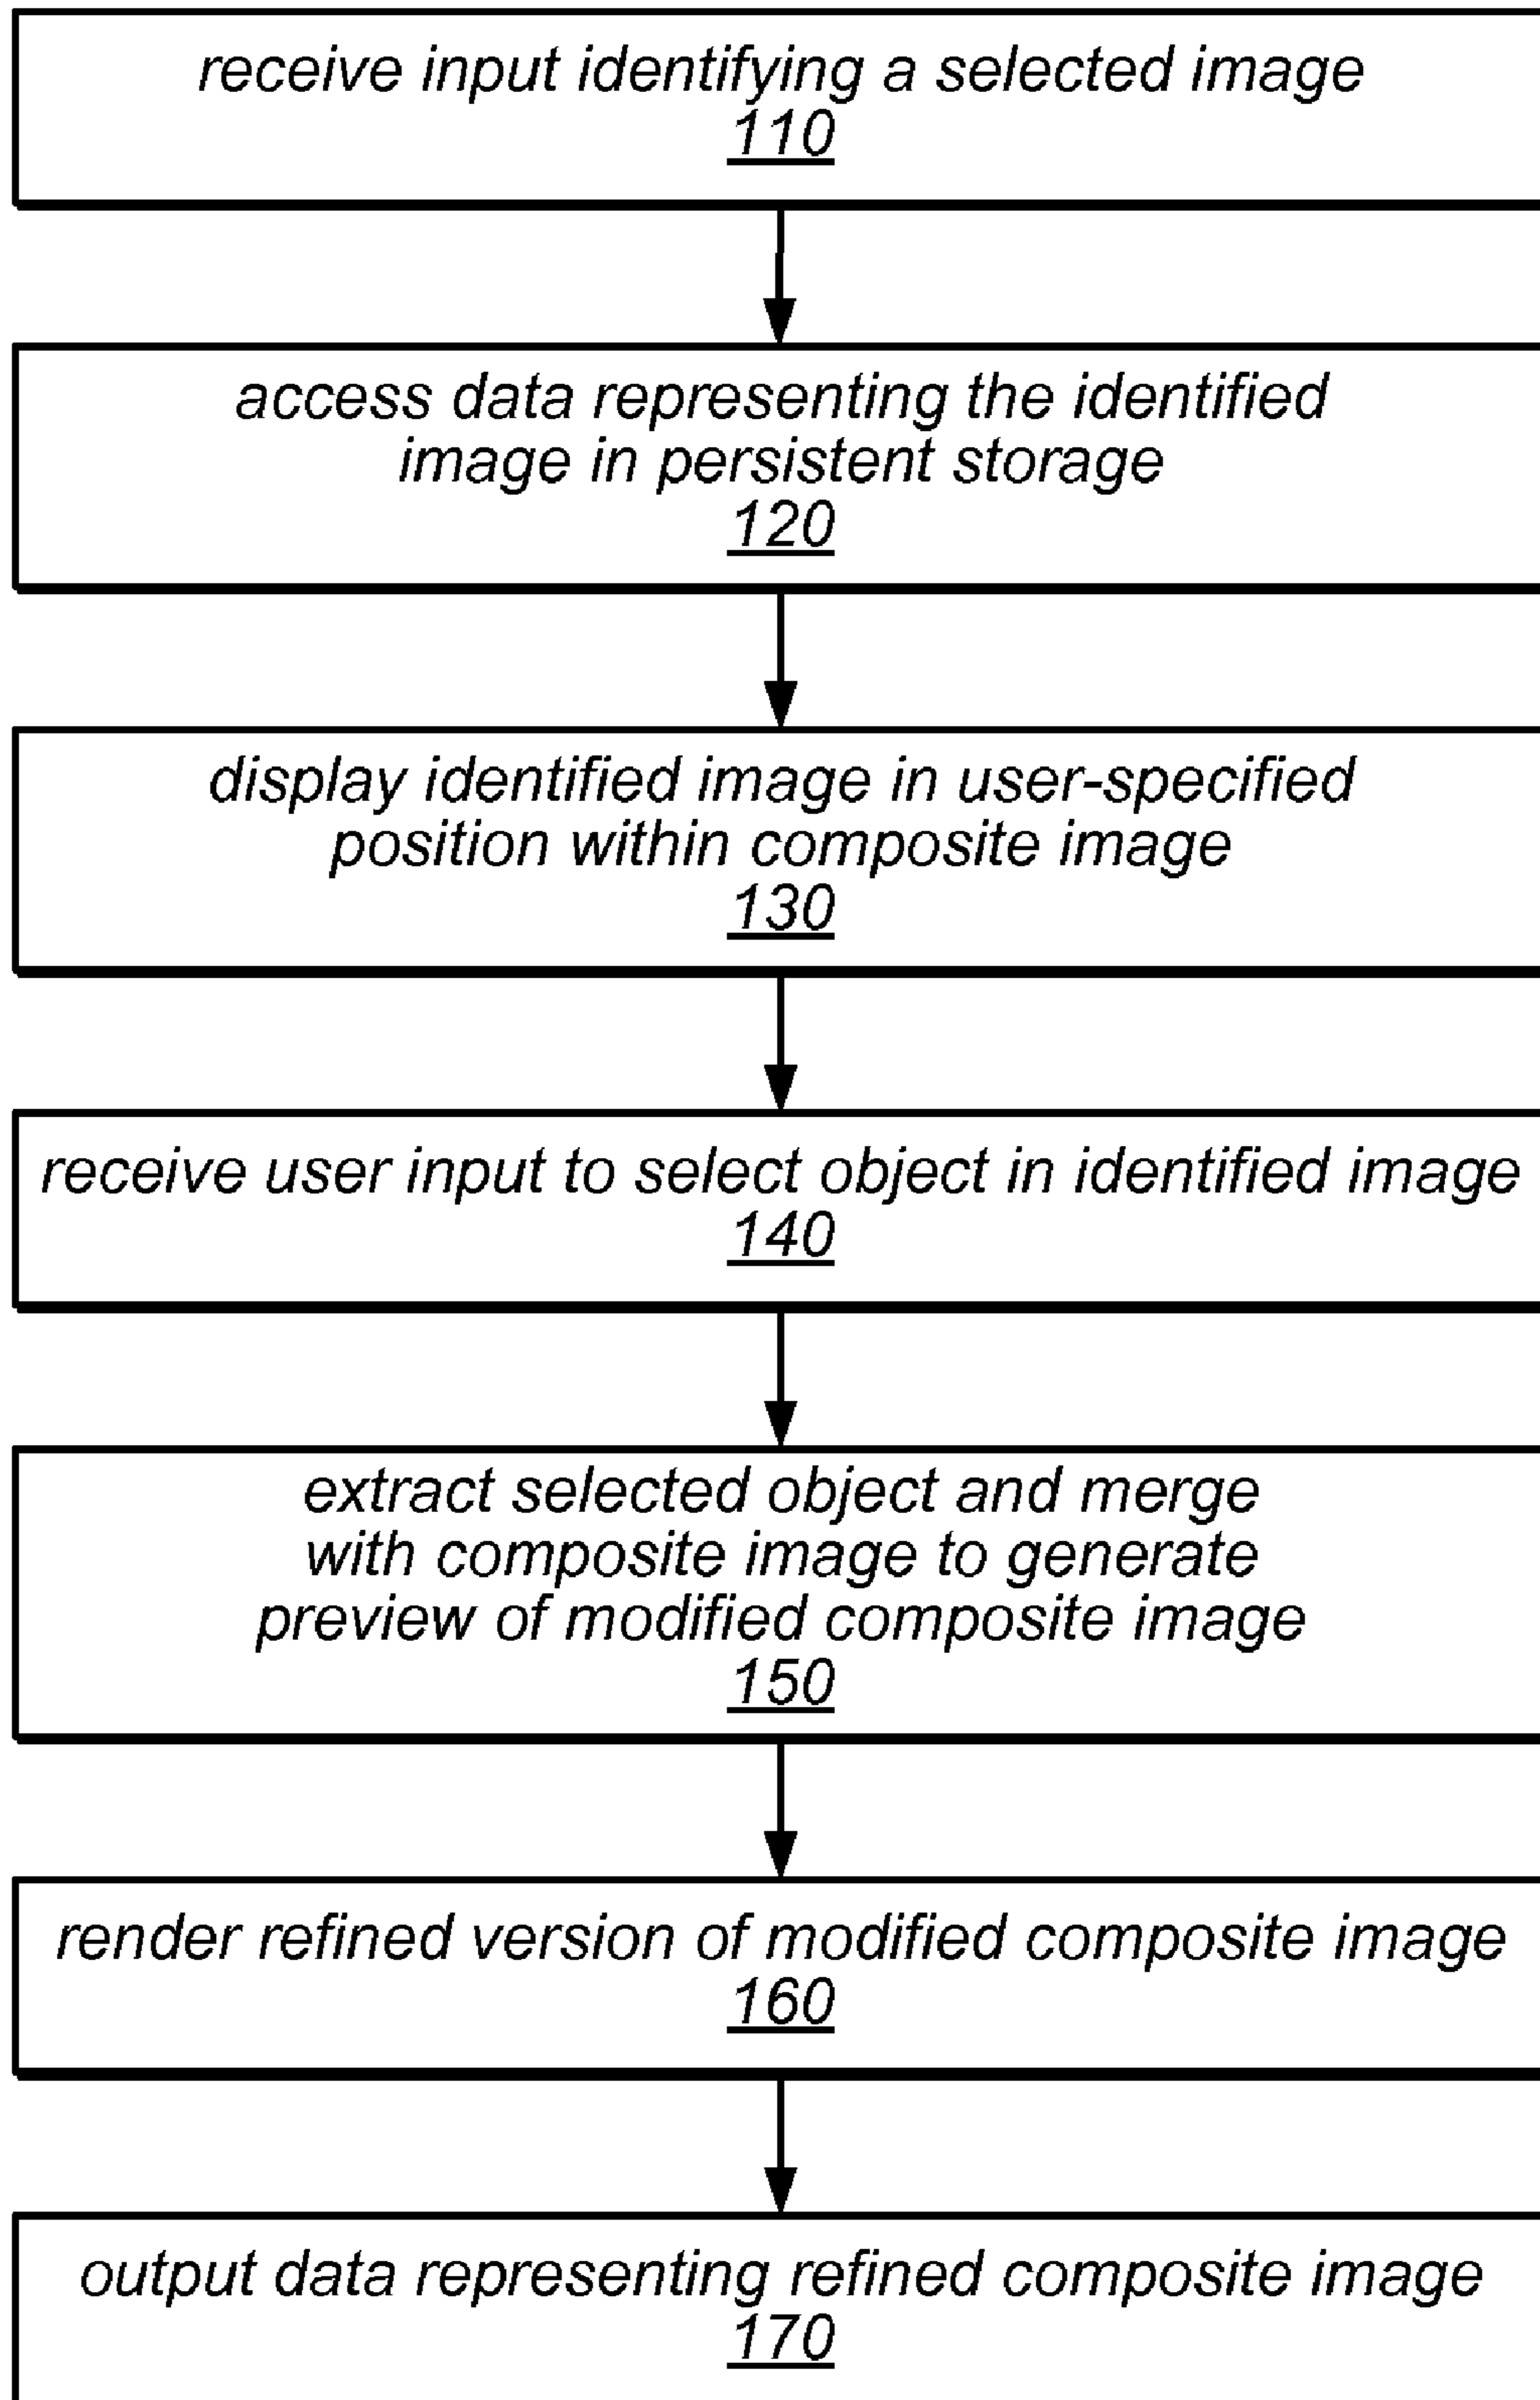 receive input identifying a selected image
110
access data representing the identified
image in persistent storage
120
display identified image in user-specified
position within composite image
130
receive user input to select object in identified image
140
extract selected object and merge
with composite image to generate
preview of modified composite image
150
render refined version of modified composite image
160
output data representing refined composite image
170